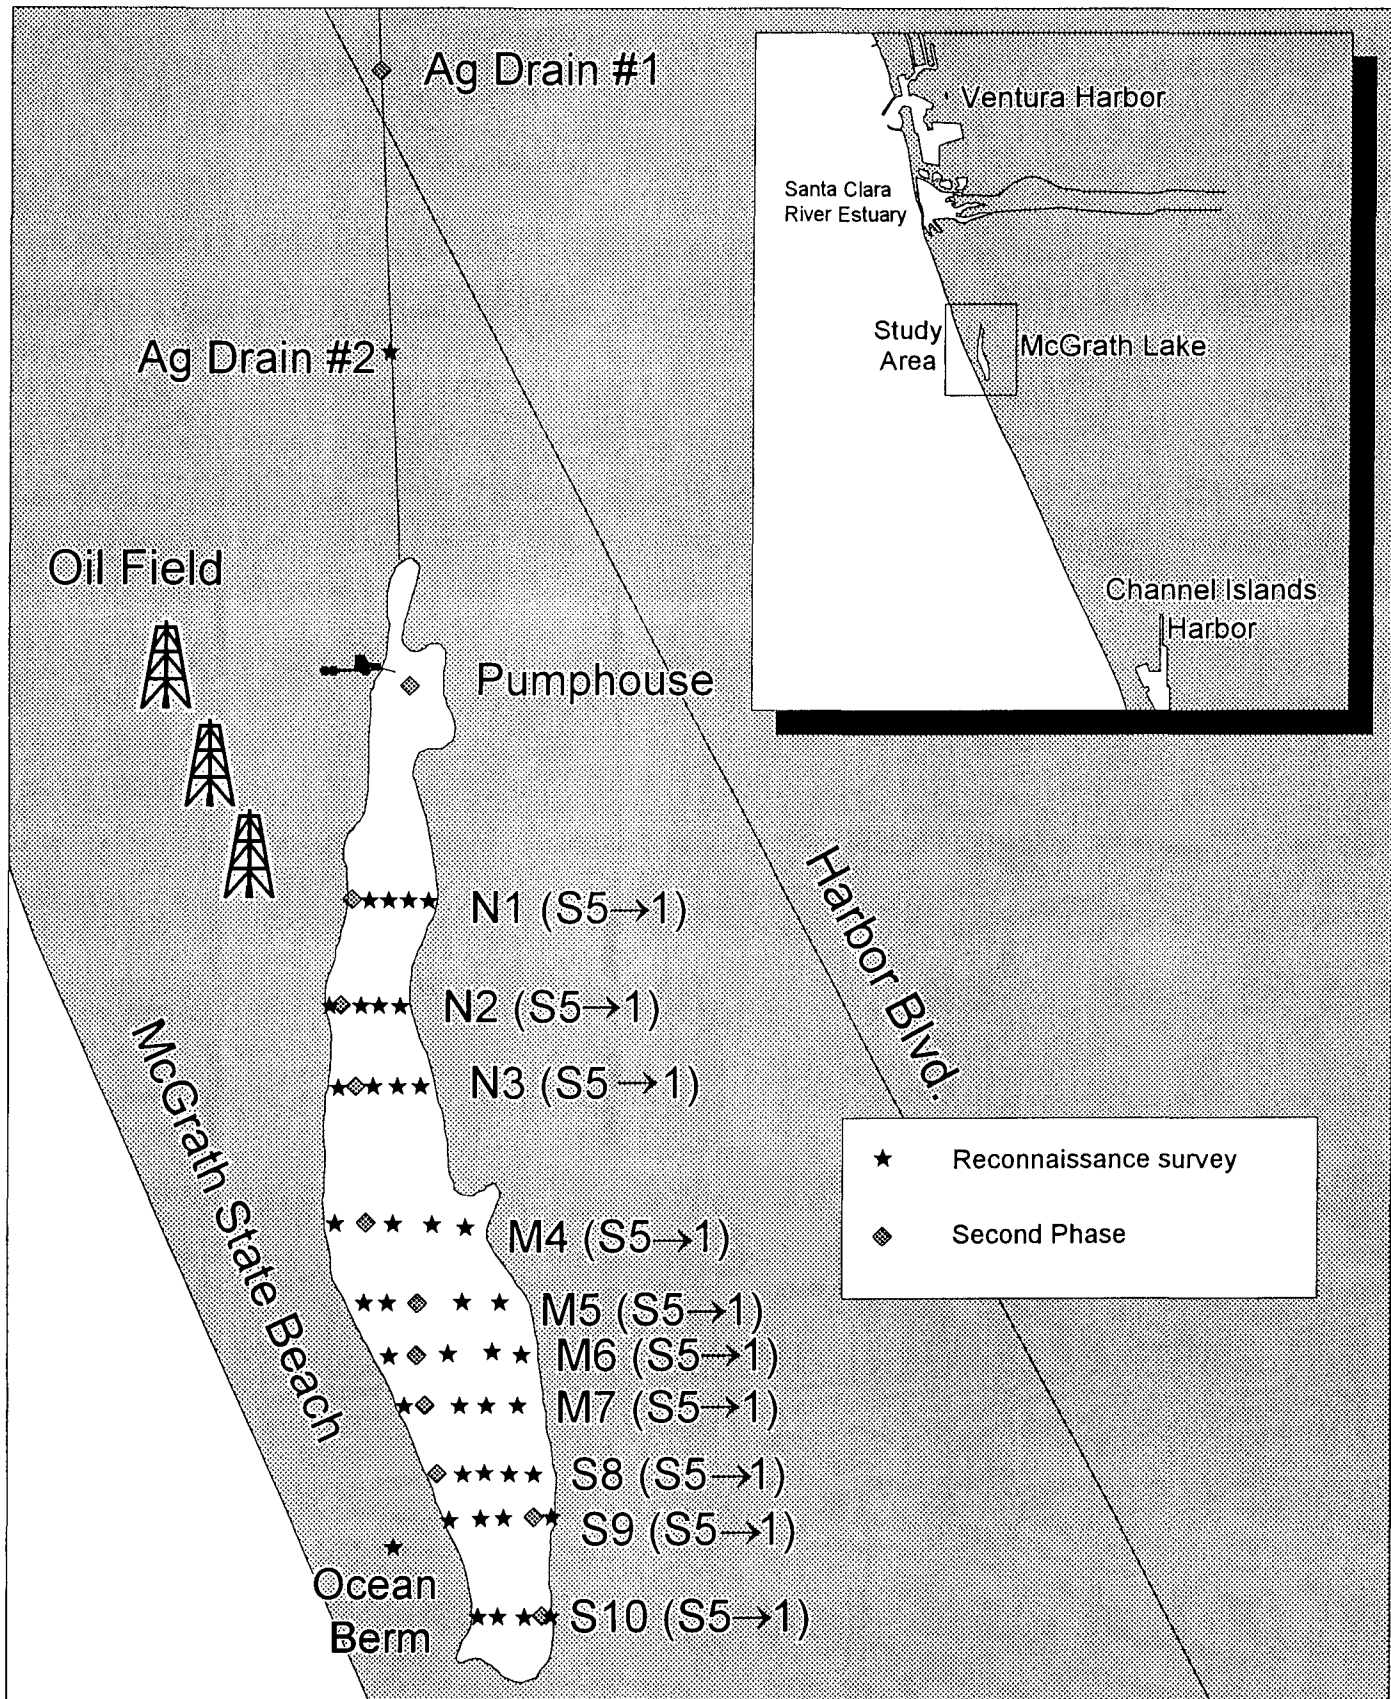 Ag Drain #1
Ventura Harbor
Santa Clara
River Estuary
Study
Area
McGrath Lake
Ag Drain #2
Channel Islands
Harbor
Oil Field
Pumphouse
Harbor Blvd.
N1 (S5→1)
N2 (S5→1)
N3 (S5→1)
McGrath State Beach
Reconnaissance survey
Second Phase
M4 (S5→1)
M5 (S5→1)
M6 (S5→1)
M7 (S5→1)
S8 (S5→1)
S9 (S5→1)
Ocean
Berm
S10 (S5→1)